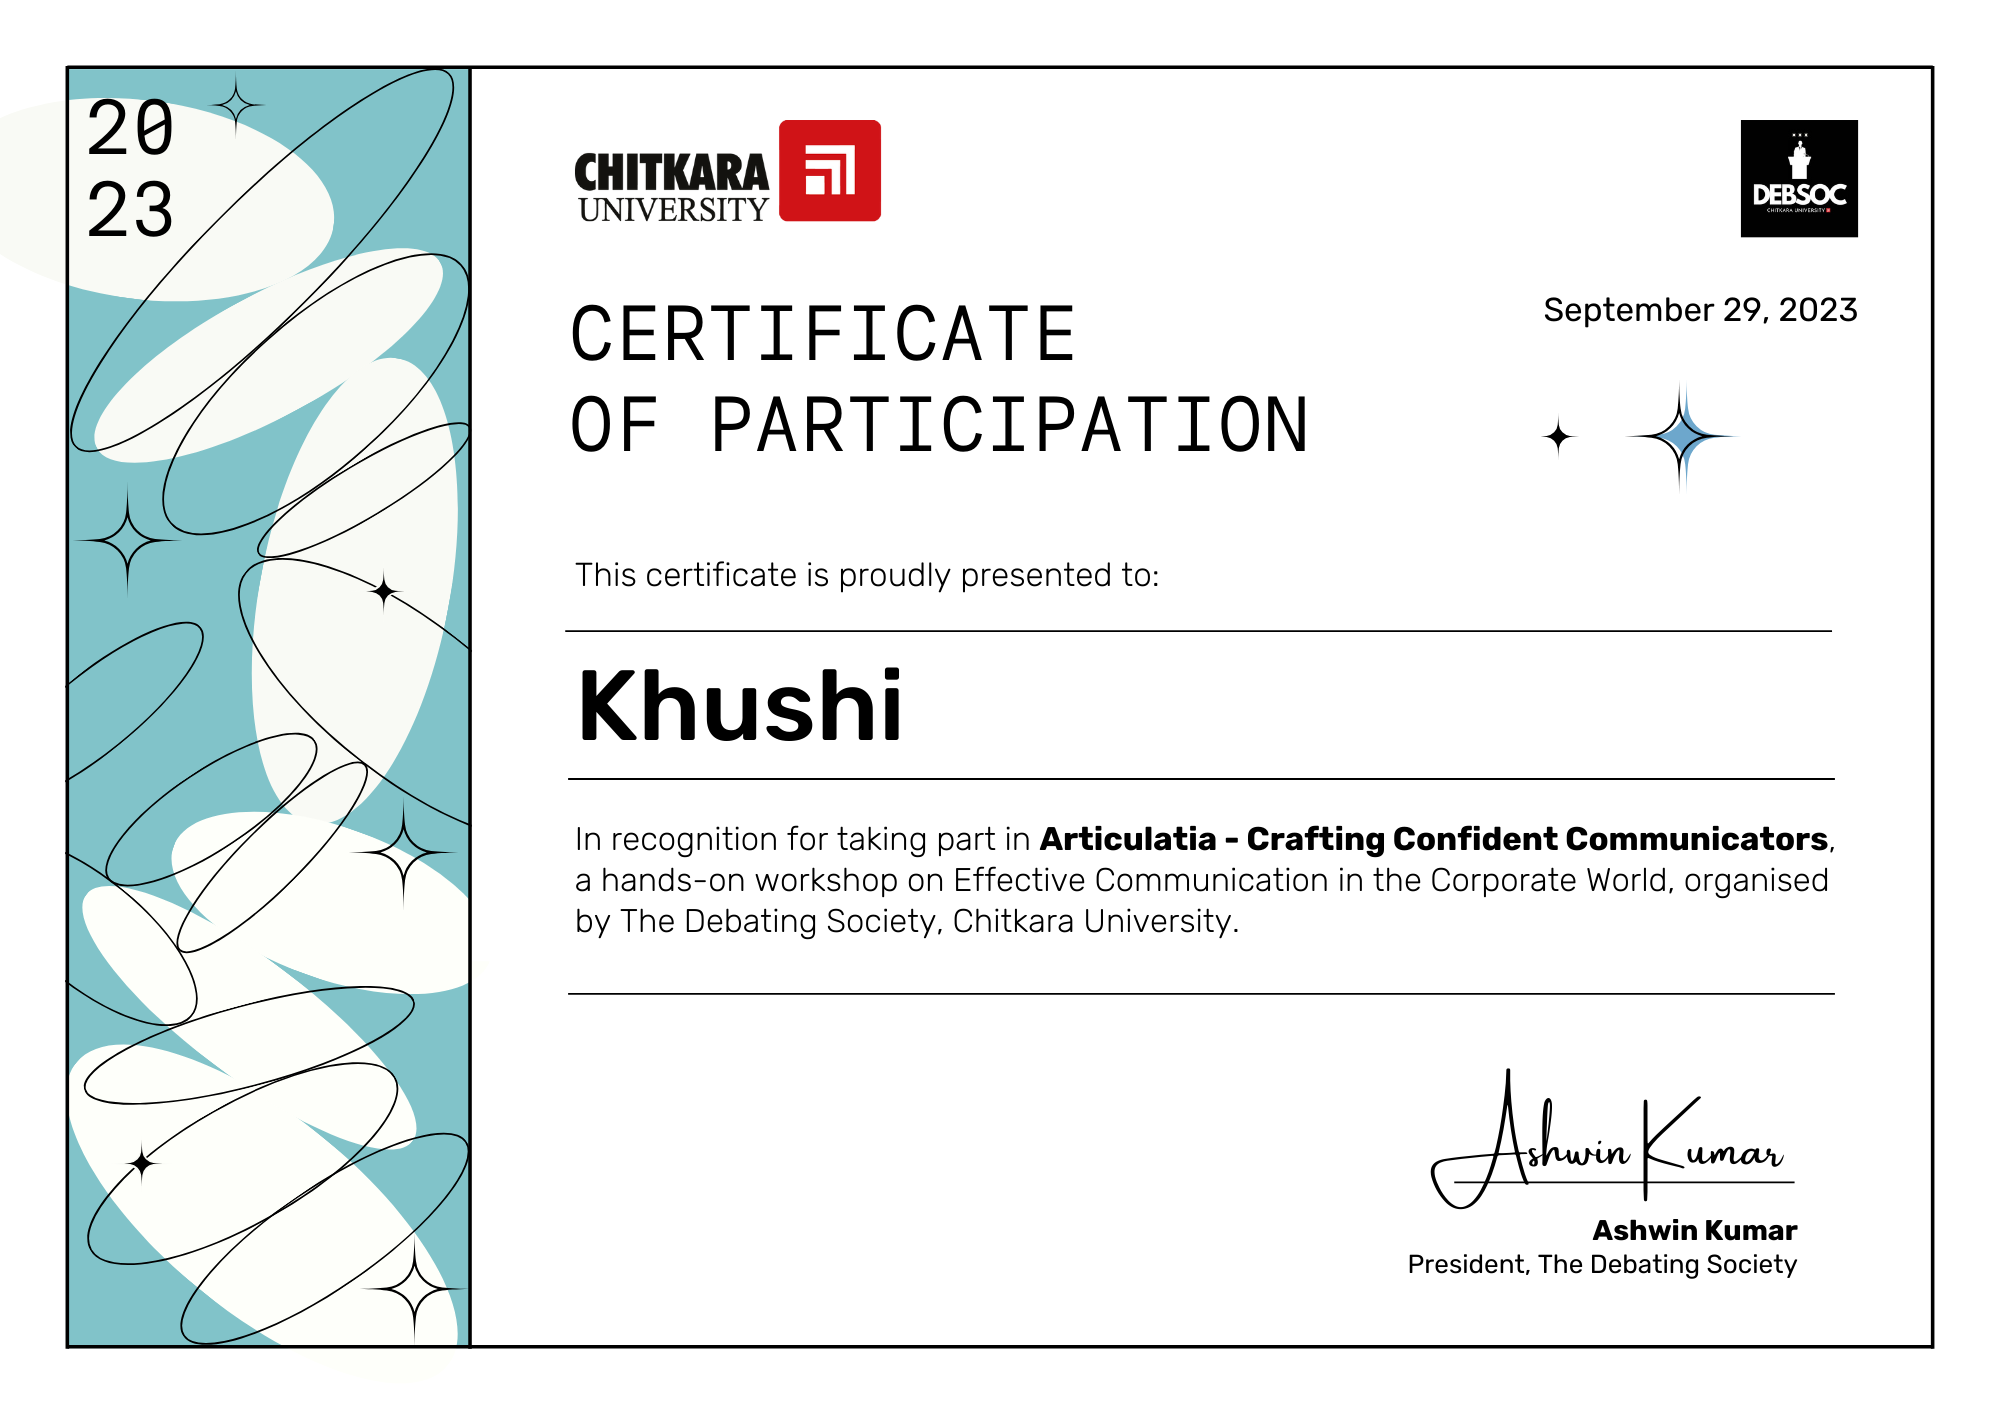 20
23
CHITKARA
UNIVERSITY
DEBSOC
CHITKARA UNIVERSITY
September 29, 2023
CERTIFICATE
OF PARTICIPATION
This certificate is proudly presented to:
Khushi
In recognition for taking part in Articulatia - Crafting Confident Communicators,
a hands-on workshop on Effective Communication in the Corporate World, organised
by The Debating Society, Chitkara University.
Ashwin Kumar
Ashwin Kumar
President, The Debating Society